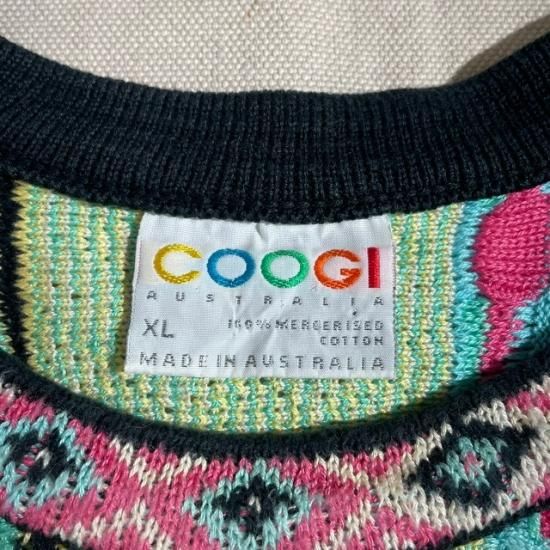 COOGI
AUSTRALIA
XL 100% MERCERISED
COTTON
MADE IN AUSTRALIA